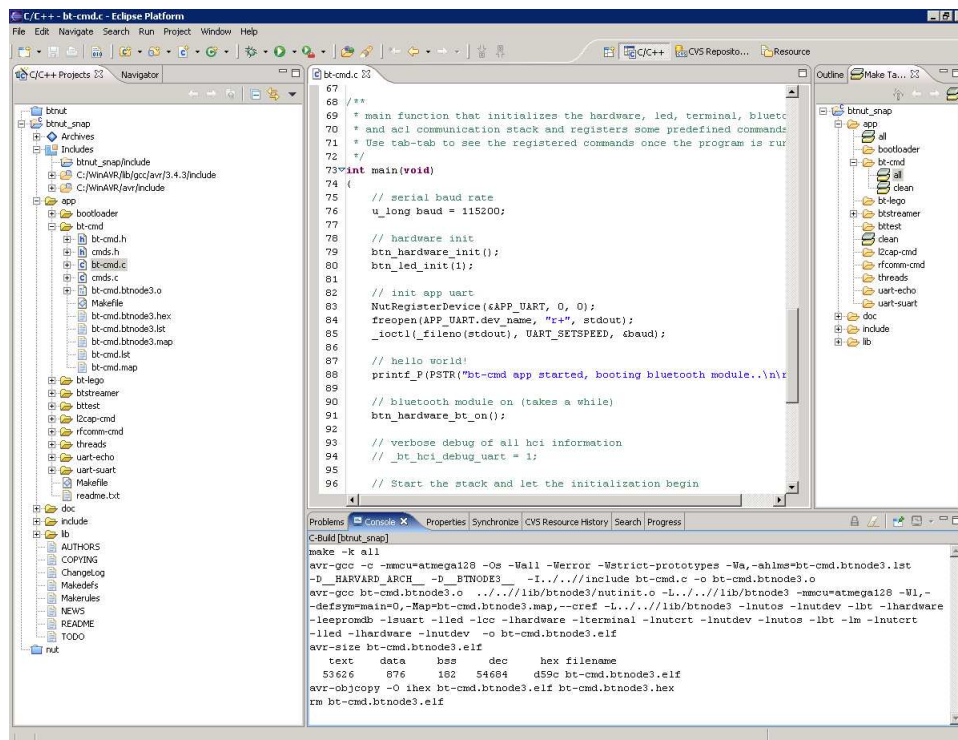 C/C++ - bt-cmd.c - Eclipse Platform
File Edit Navigate Search Run Project Window Help
C/C++ CVS Reposito... Resource
C/C++ Projects Navigator
btnut
btnut_snap
Archives
Includes
btnut_snap/include
C:/WinAVR/lib/gcc/avr/3.4.3/include
C:/WinAVR/avr/include
app
bootloader
bt-cmd
bt-cmd.h
cmds.h
bt-cmd.c
cmds.c
bt-cmd.btnode3.o
Makefile
bt-cmd.btnode3.hex
bt-cmd.btnode3.lst
bt-cmd.btnode3.map
bt-cmd.lst
bt-cmd.map
bt-lego
btstreamer
bttest
l2cap-cmd
rfcomm-cmd
threads
uart-echo
uart-suart
Makefile
readme.txt
doc
include
lib
AUTHORS
COPYING
ChangeLog
Makedefs
Makerules
NEWS
README
TODO
nut
bt-cmd.c
67
68 /**
69 * main function that initializes the hardware, led, terminal, bluetc
70 * and acl communication stack and registers some predefined commands
71 * Use tab-tab to see the registered commands once the program is run
72 */
73 int main(void)
74 {
75 // serial baud rate
76 u_long baud = 115200;
77
78 // hardware init
79 btn_hardware_init();
80 btn_led_init(1);
81
82 // init app uart
83 NutRegisterDevice(&APP_UART, 0, 0);
84 freopen(APP_UART.dev_name, "r+", stdout);
85 _ioctl(_fileno(stdout), UART_SETSPEED, &baud);
86
87 // hello world!
88 printf_P(PSTR("bt-cmd app started, booting bluetooth module..\n\r
89
90 // bluetooth module on (takes a while)
91 btn_hardware_bt_on();
92
93 // verbose debug of all hci information
94 // _bt_hci_debug_uart = 1;
95
96 // Start the stack and let the initialization begin
Outline Make Ta...
btnut_snap
app
all
bootloader
bt-cmd
all
clean
bt-lego
btstreamer
bttest
clean
l2cap-cmd
rfcomm-cmd
threads
uart-echo
uart-suart
doc
include
lib
Problems Console Properties Synchronize CVS Resource History Search Progress
C-Build [btnut_snap]
make -k all
avr-gcc -c -mmcu=atmega128 -Os -Wall -Werror -Wstrict-prototypes -Wa,-ahlms=bt-cmd.btnode3.lst
-D__HARVARD_ARCH__ -D__BTNODE3__ -I../..//include bt-cmd.c -o bt-cmd.btnode3.o
avr-gcc bt-cmd.btnode3.o ../..//lib/btnode3/nutinit.o -L../..//lib/btnode3 -mmcu=atmega128 -Wl,-
-defsym=main=0,-Map=bt-cmd.btnode3.map,--cref -L../..//lib/btnode3 -lnutos -lnutdev -lbt -lhardware
-leepromdb -lsuart -lled -lcc -lhardware -lterminal -lnutcrt -lnutdev -lnutos -lbt -lm -lnutcrt
-lled -lhardware -lnutdev -o bt-cmd.btnode3.elf
avr-size bt-cmd.btnode3.elf
text data bss dec hex filename
53626 876 182 54684 d59c bt-cmd.btnode3.elf
avr-objcopy -O ihex bt-cmd.btnode3.elf bt-cmd.btnode3.hex
rm bt-cmd.btnode3.elf